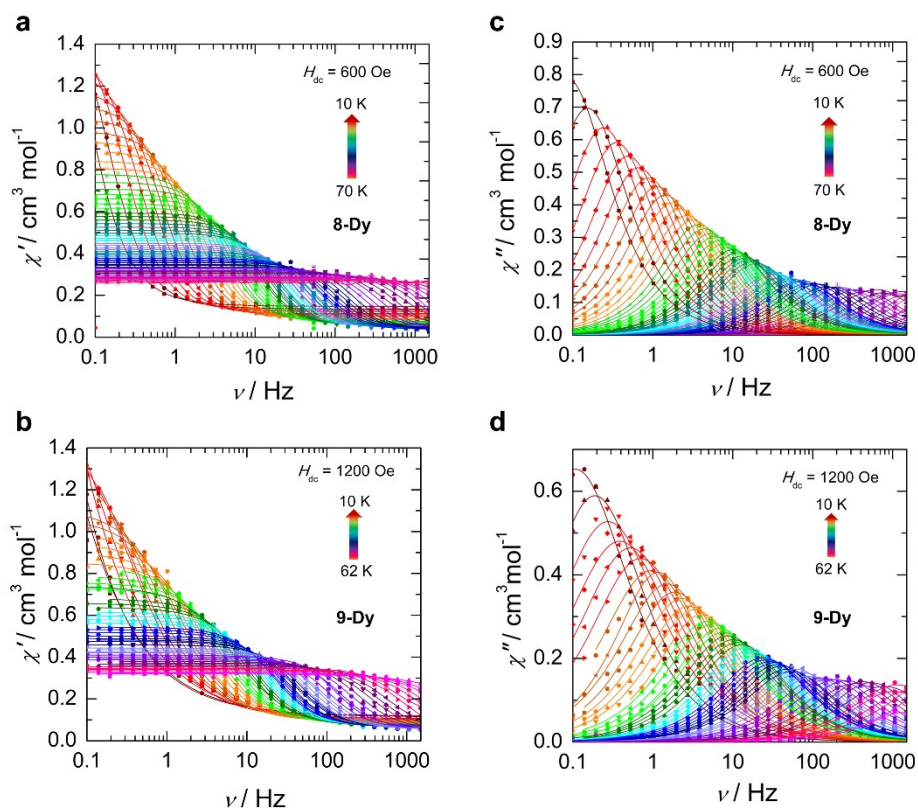 a
1.4
1.2
1.0
0.8
0.6
0.4
0.2
0.0
χ′/ cm³ mol⁻¹
H_dc = 600 Oe
10 K
70 K
8-Dy
0.1 1 10 100 1000
ν / Hz
c
0.9
0.8
0.7
0.6
0.5
0.4
0.3
0.2
0.1
0.0
χ″/ cm³ mol⁻¹
H_dc = 600 Oe
10 K
70 K
8-Dy
0.1 1 10 100 1000
ν / Hz
b
1.4
1.2
1.0
0.8
0.6
0.4
0.2
0.0
χ′/ cm³ mol⁻¹
H_dc = 1200 Oe
10 K
62 K
9-Dy
0.1 1 10 100 1000
ν / Hz
d
0.6
0.4
0.2
0.0
χ″/ cm³mol⁻¹
H_dc = 1200 Oe
10 K
62 K
9-Dy
0.1 1 10 100 1000
ν / Hz